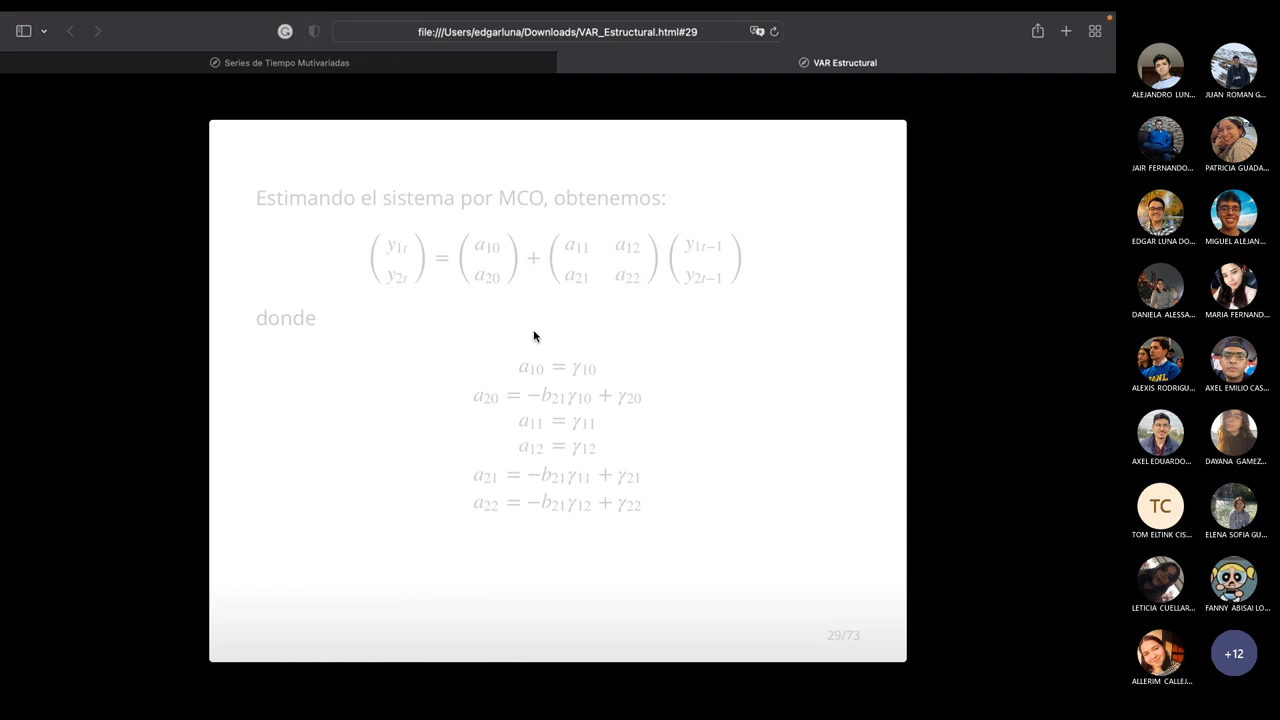 file:///Users/edgarluna/Downloads/VAR_Estructural.html#29
Series de Tiempo Mutivariadas
VAR Estructural
Estimando el sistema por MCO, obtenemos:
(y1t y2t) = (a10 a20) + (a11 a12 a21 a22) (y1t−1 y2t−1)
donde
a10 = γ10
a20 = −b21γ10 + γ20
a11 = γ11
a12 = γ12
a21 = −b21γ11 + γ21
a22 = −b21γ12 + γ22
29/73
ALEJANDRO LUN...
JUAN ROMAN G...
JAIR FERNANDO...
PATRICIA GUADA...
EDGAR LUNA DO...
MIGUEL ALEJAN...
DANIELA ALESSA...
MARIA FERNAND...
ALEXIS RODRIGU...
AXEL EMILIO CAS...
AXEL EDUARDO...
DAYANA GAMEZ...
TC
TOM ELTINK CIS...
ELENA SOFIA GU...
LETICIA CUELLAR...
FANNY ABISAI LO...
ALLERIM CALLEJ...
+12